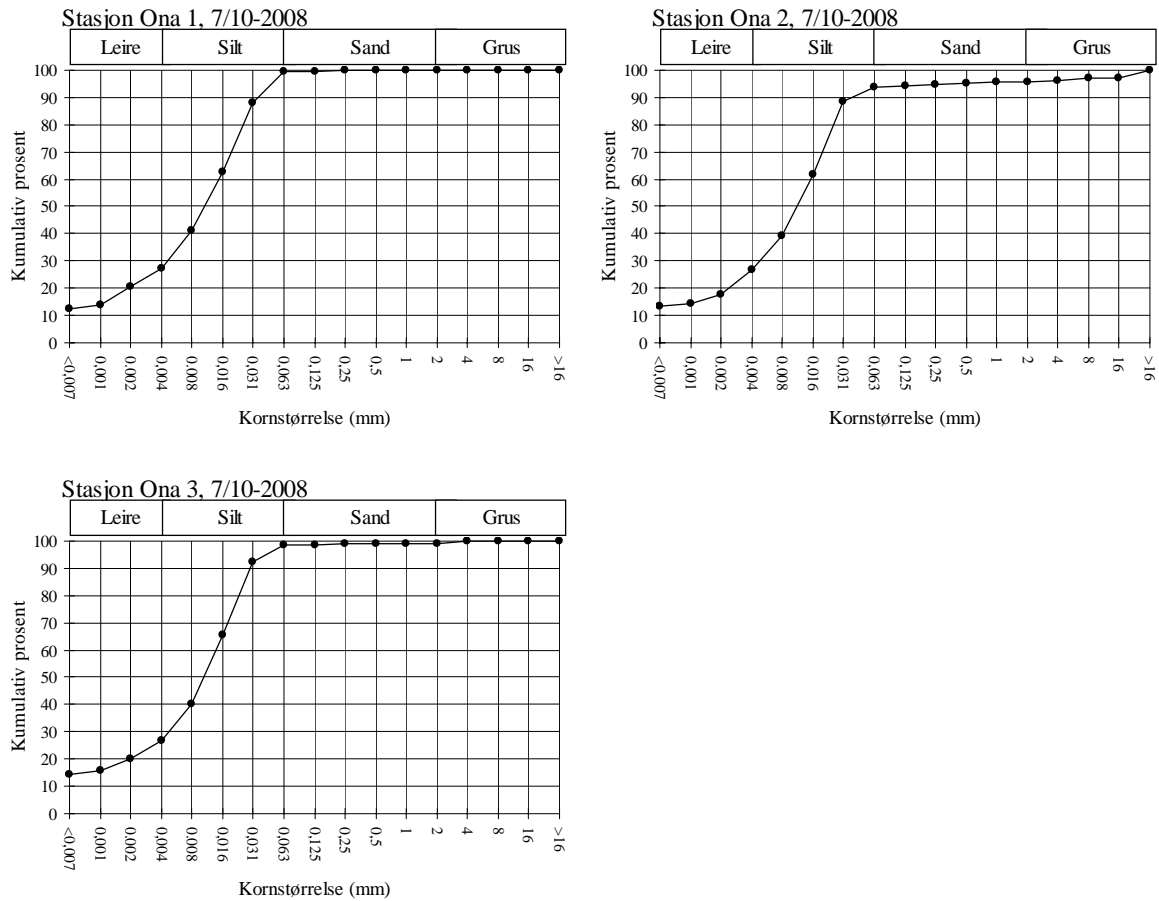 Stasjon Ona 1, 7/10-2008
Leire Silt Sand Grus
100
90
80
70
60
50
40
30
20
10
0
Kumulativ prosent
<0,007 0,001 0,002 0,004 0,008 0,016 0,031 0,063 0,125 0,25 0,5 1 2 4 8 16 >16
Kornstørrelse (mm)
Stasjon Ona 2, 7/10-2008
Leire Silt Sand Grus
100
90
80
70
60
50
40
30
20
10
0
Kumulativ prosent
<0,007 0,001 0,002 0,004 0,008 0,016 0,031 0,063 0,125 0,25 0,5 1 2 4 8 16 >16
Kornstørrelse (mm)
Stasjon Ona 3, 7/10-2008
Leire Silt Sand Grus
100
90
80
70
60
50
40
30
20
10
0
Kumulativ prosent
<0,007 0,001 0,002 0,004 0,008 0,016 0,031 0,063 0,125 0,25 0,5 1 2 4 8 16 >16
Kornstørrelse (mm)